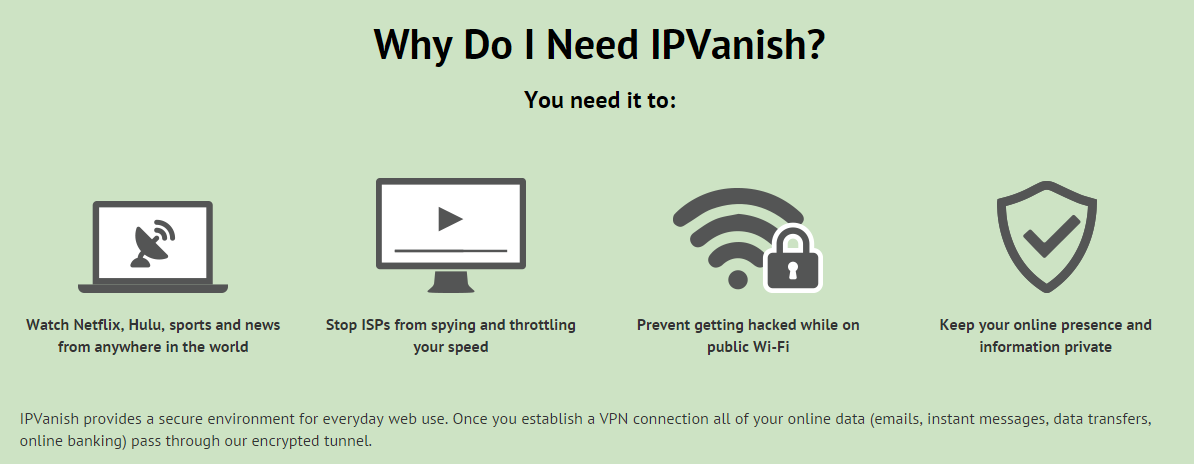 Why Do I Need IPVanish?
You need it to:
Watch Netflix, Hulu, sports and news
from anywhere in the world
Stop ISPs from spying and throttling
your speed
Prevent getting hacked while on
public Wi-Fi
Keep your online presence and
information private
IPVanish provides a secure environment for everyday web use. Once you establish a VPN connection all of your online data (emails, instant messages, data transfers,
online banking) pass through our encrypted tunnel.